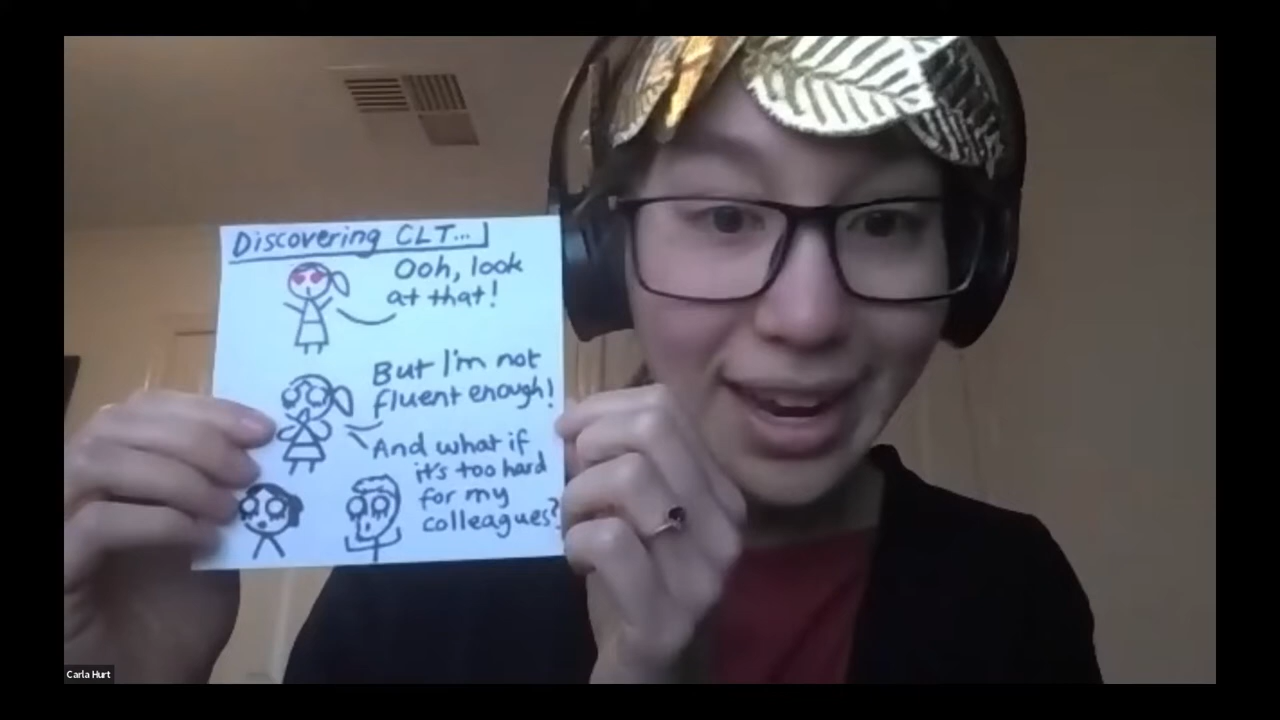 Discovering CLT...
Ooh, look
at that!
But I'm not
fluent enough!
And what if
it's too hard
for my
colleagues?
Carla Hurt